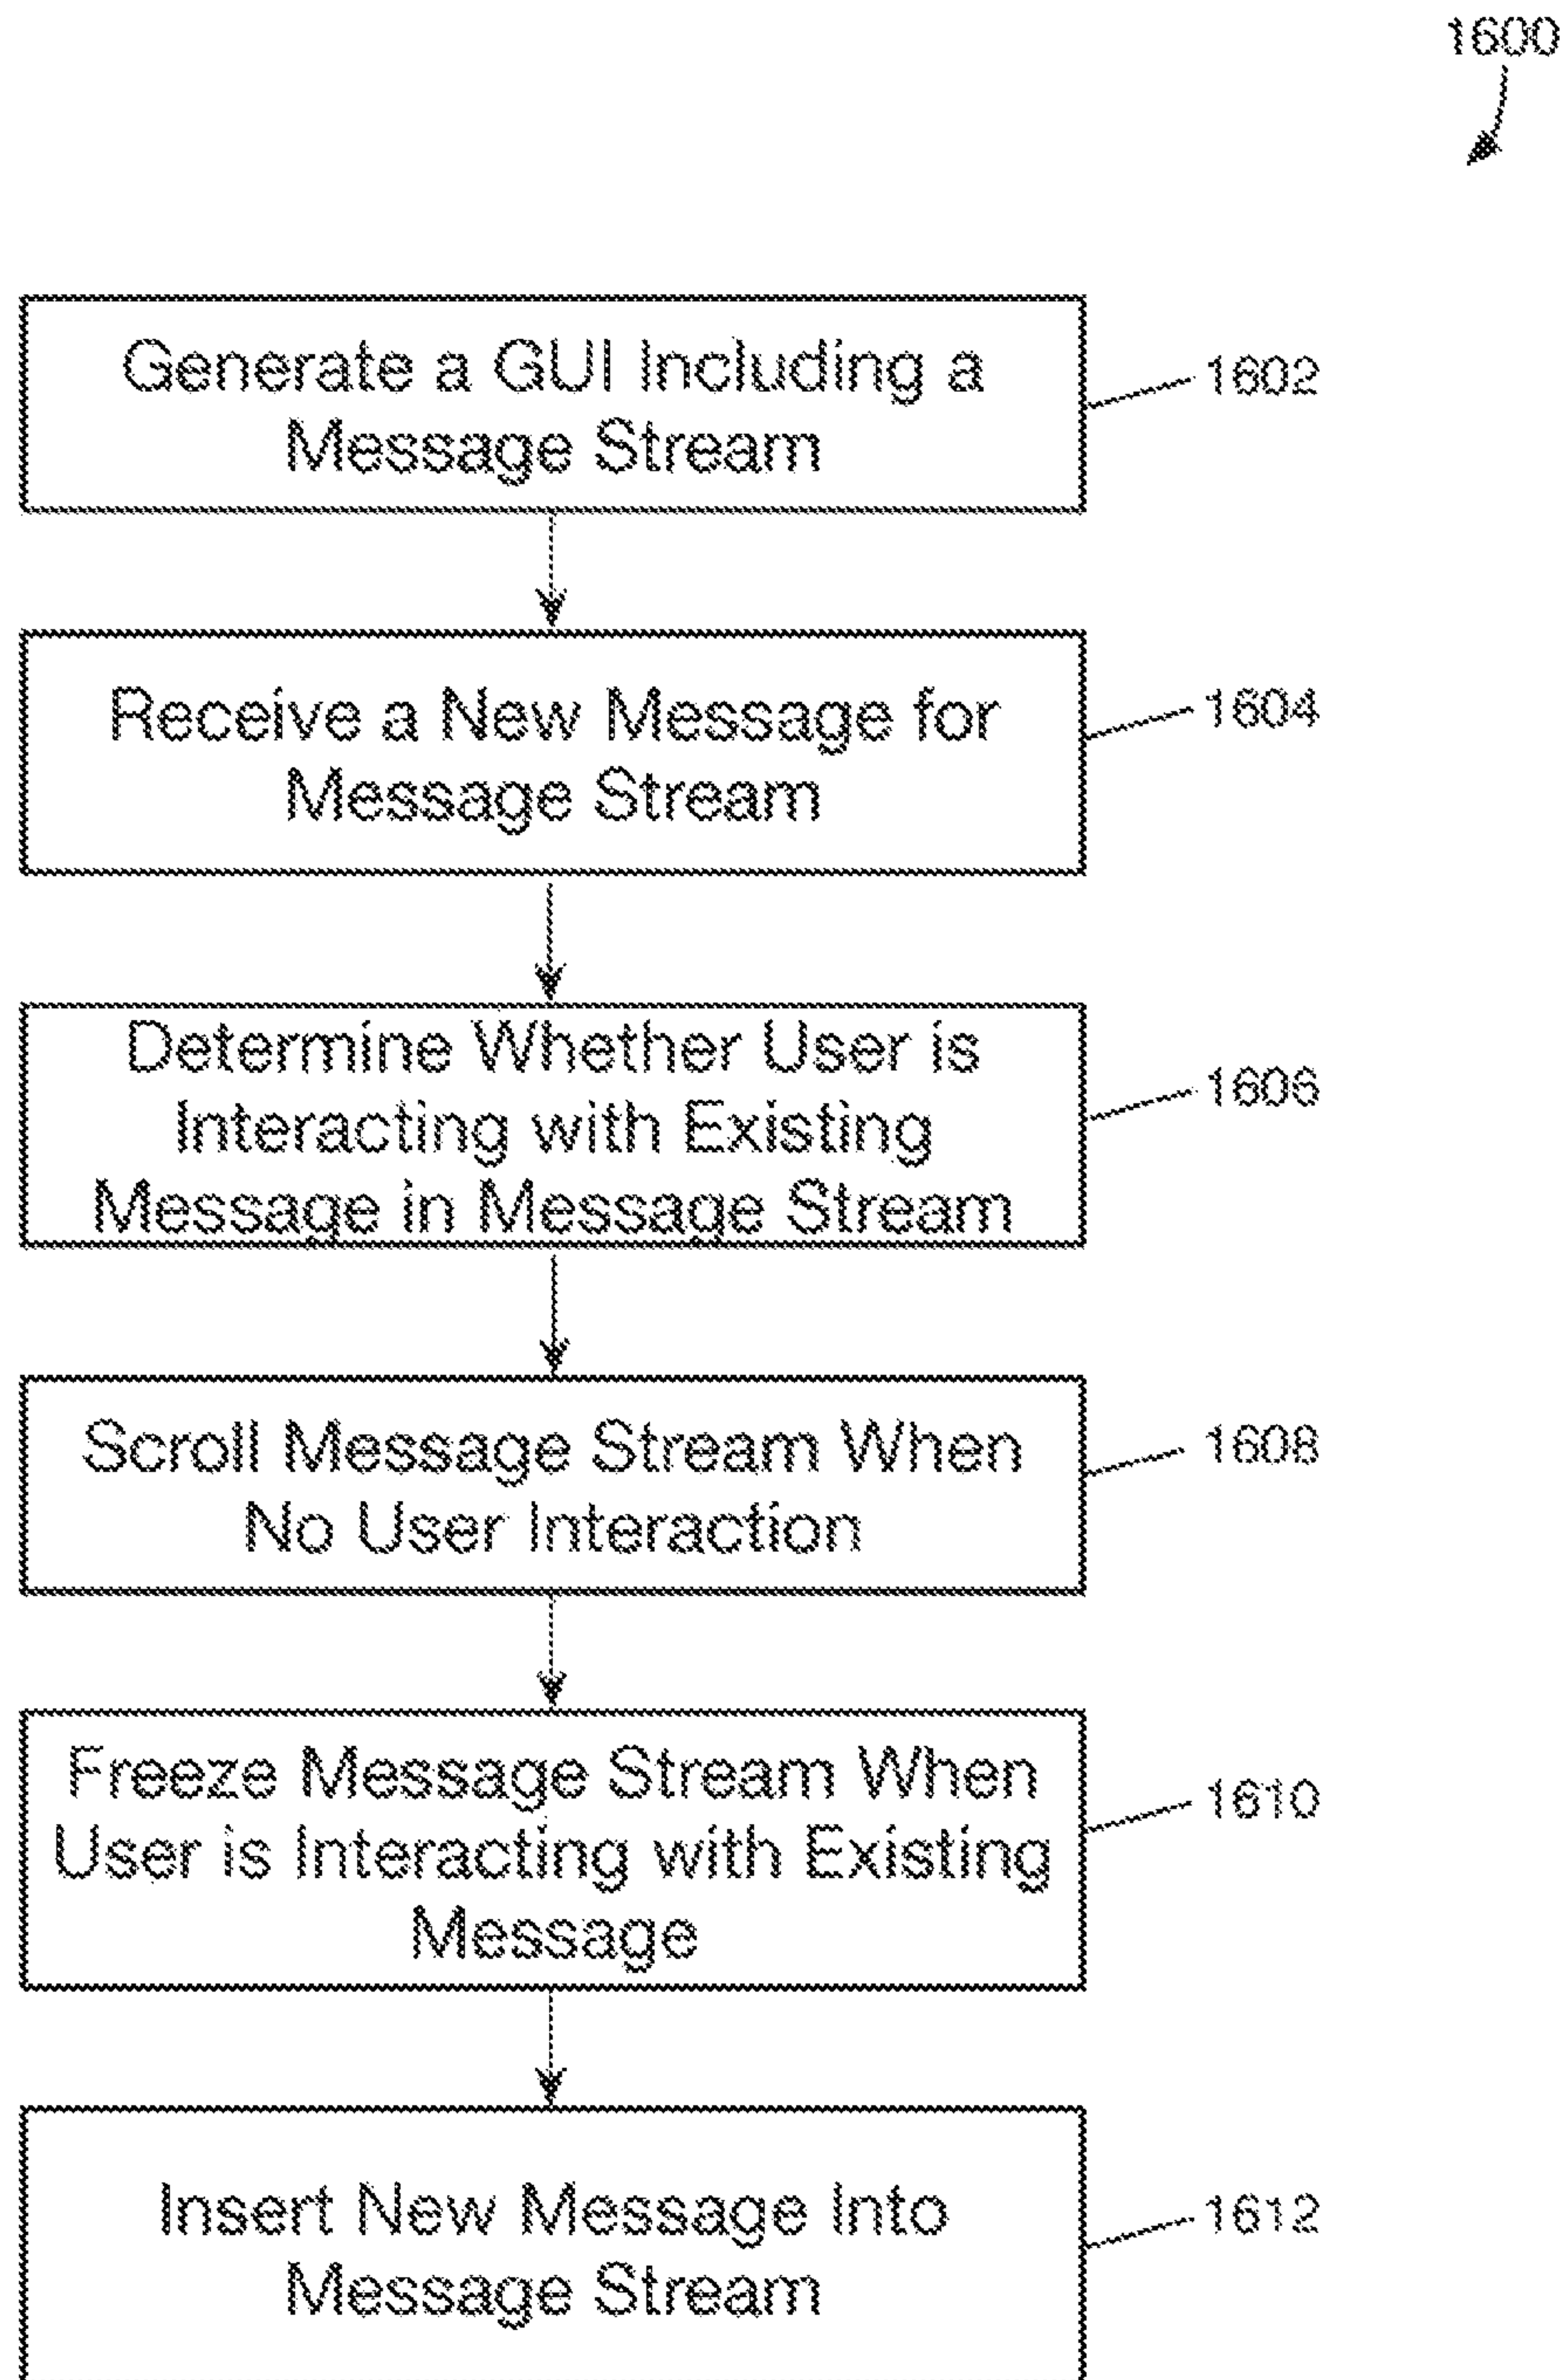 1600
Generate a GUI Including a
Message Stream
1602
Receive a New Message for
Message Stream
1604
Determine Whether User is
Interacting with Existing
Message in Message Stream
1606
Scroll Message Stream When
No User Interaction
1608
Freeze Message Stream When
User is Interacting with Existing
Message
1610
Insert New Message Into
Message Stream
1612